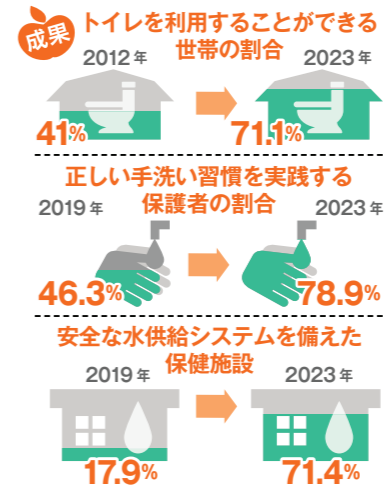 成果
トイレを利用することができる
世帯の割合
2012年
2023年
41%
71.1%
正しい手洗い習慣を実践する
保護者の割合
2019年
2023年
46.3%
78.9%
安全な水供給システムを備えた
保健施設
2019年
2023年
17.9%
71.4%